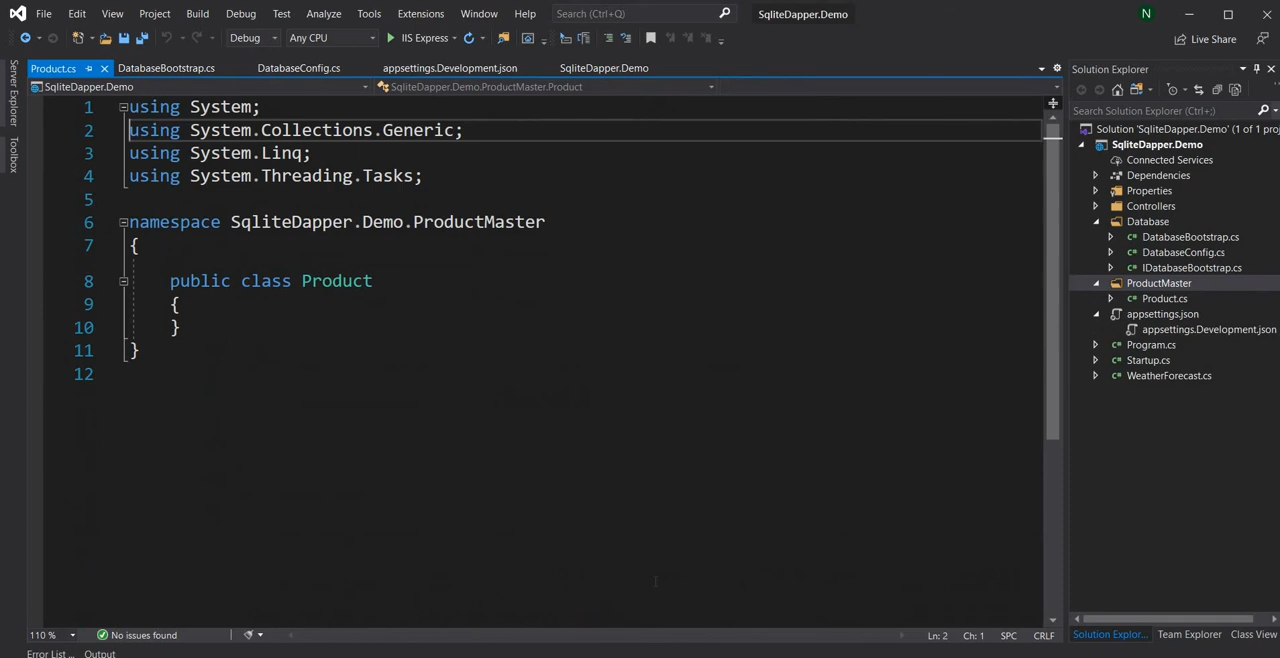 File Edit View Project Build Debug Test Analyze Tools Extensions Window Help Search (Ctrl+Q) SqliteDapper.Demo N
Debug Any CPU IIS Express Live Share
Product.cs DatabaseBootstrap.cs DatabaseConfig.cs appsettings.Development.json SqliteDapper.Demo
SqliteDapper.Demo SqliteDapper.Demo.ProductMaster.Product
Server Explorer
Toolbox
1 using System;
2 using System.Collections.Generic;
3 using System.Linq;
4 using System.Threading.Tasks;
5
6 namespace SqliteDapper.Demo.ProductMaster
7 {
8 public class Product
9 {
10 }
11 }
12
Solution Explorer
Search Solution Explorer (Ctrl+;)
Solution 'SqliteDapper.Demo' (1 of 1 proj
SqliteDapper.Demo
Connected Services
Dependencies
Properties
Controllers
Database
C# DatabaseBootstrap.cs
C# DatabaseConfig.cs
C# IDatabaseBootstrap.cs
ProductMaster
C# Product.cs
appsettings.json
appsettings.Development.json
C# Program.cs
C# Startup.cs
C# WeatherForecast.cs
110 % No issues found Ln: 2 Ch: 1 SPC CRLF
Solution Explor... Team Explorer Class View
Error List ... Output